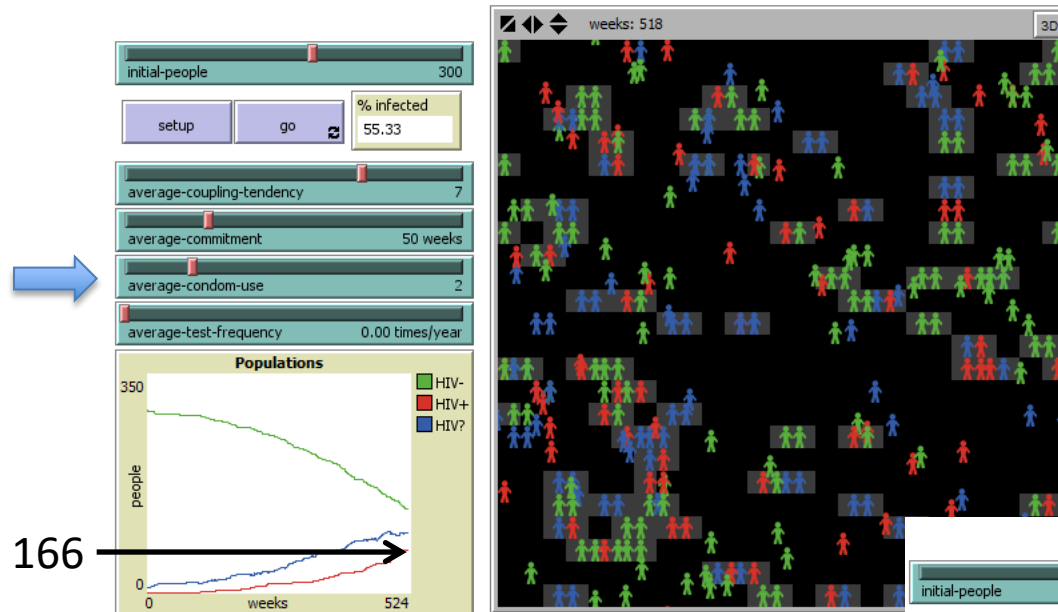 weeks: 518
3D
initial-people 300
setup
go
% infected
55.33
average-coupling-tendency 7
average-commitment 50 weeks
average-condom-use 2
average-test-frequency 0.00 times/year
Populations
350
people
0
0 weeks 524
HIV-
HIV+
HIV?
166
initial-people